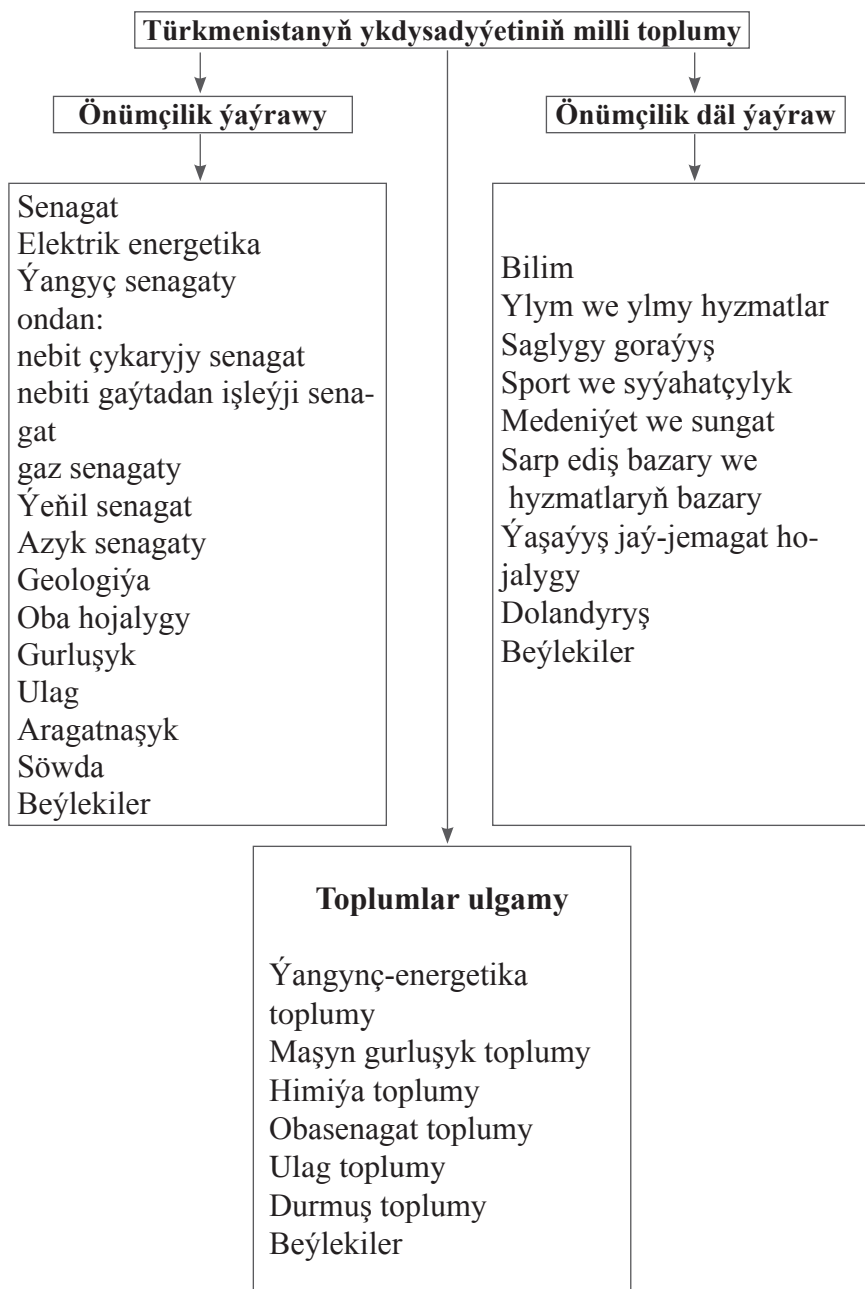 Türkmenistanyň ykdysadyýetiniň milli toplumy
Önümçilik ýaýrawy
Önümçilik däl ýaýraw
Senagat
Elektrik energetika
Ýangyç senagaty
ondan:
nebit çykaryjy senagat
nebiti gaýtadan işleýji sena-
gat
gaz senagaty
Ýeňil senagat
Azyk senagaty
Geologiýa
Oba hojalygy
Gurluşyk
Ulag
Aragatnaşyk
Söwda
Beýlekiler
Bilim
Ylym we ylmy hyzmatlar
Saglygy goraýyş
Sport we syýahatçylyk
Medeniýet we sungat
Sarp ediş bazary we
hyzmatlaryň bazary
Ýaşaýyş jaý-jemagat ho-
jalygy
Dolandyryş
Beýlekiler
Toplumlar ulgamy
Ýangynç-energetika
toplumy
Maşyn gurluşyk toplumy
Himiýa toplumy
Obasenagat toplumy
Ulag toplumy
Durmuş toplumy
Beýlekiler